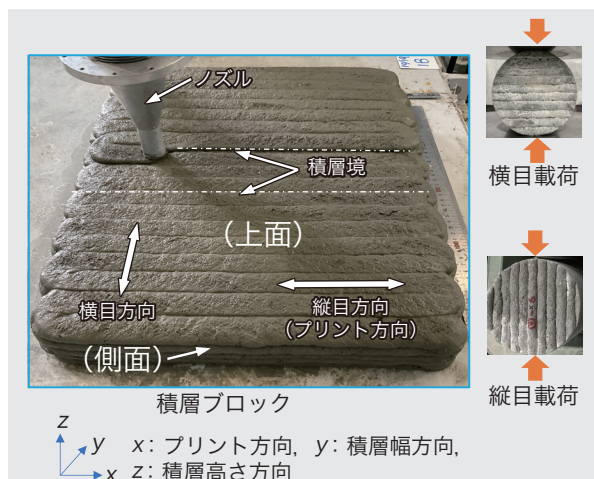 ノズル
積層境
横目載荷
(上面)
横目方向
縦目方向
(プリント方向)
(側面)
縦目載荷
積層ブロック
z
y
x
x：プリント方向，y：積層幅方向，
z：積層高さ方向